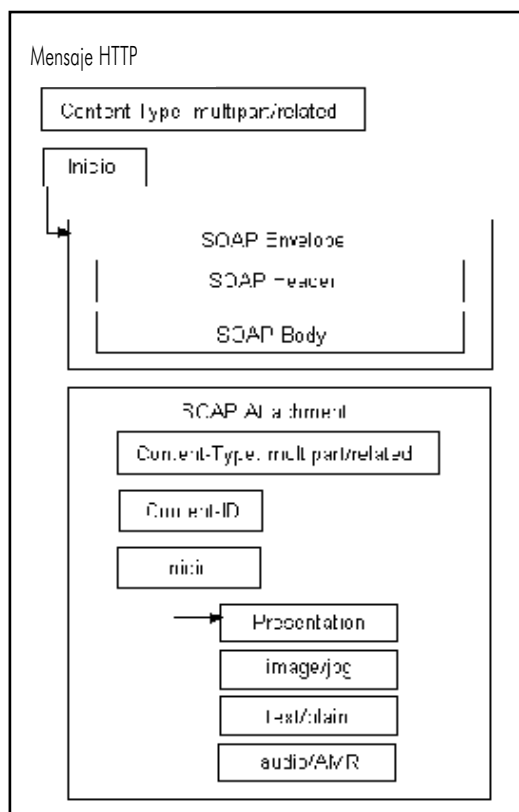 Mensaje HTTP
Content Type: multipart/related
Inicio
SOAP Envelope
SOAP Header
SOAP Body
SOAP Attachment
Content-Type: multipart/related
Content-ID
Inicio
Presentation
image/jpg
text/plain
audio/AMR